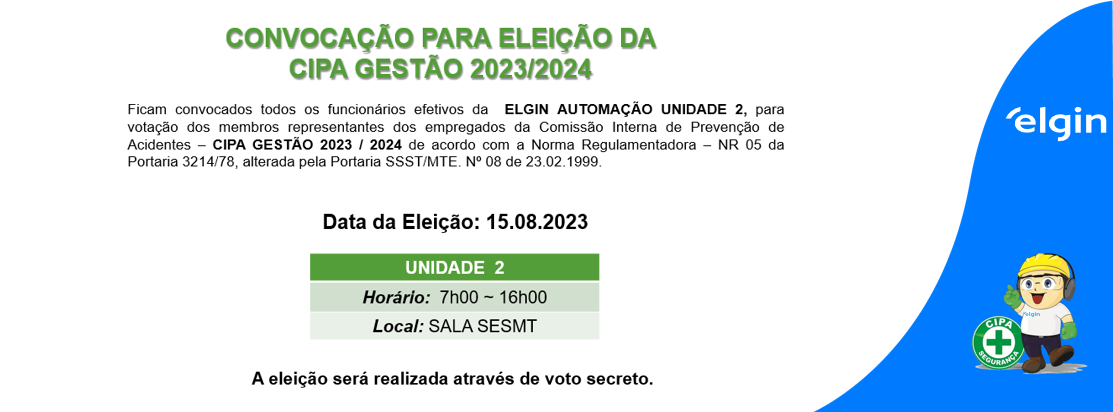 CONVOCAÇÃO PARA ELEIÇÃO DA
CIPA GESTÃO 2023/2024
Ficam convocados todos os funcionários efetivos da ELGIN AUTOMAÇÃO UNIDADE 2, para
votação dos membros representantes dos empregados da Comissão Interna de Prevenção de
Acidentes – CIPA GESTÃO 2023 / 2024 de acordo com a Norma Regulamentadora – NR 05 da
Portaria 3214/78, alterada pela Portaria SSST/MTE. Nº 08 de 23.02.1999.
elgin
Data da Eleição: 15.08.2023
UNIDADE 2
Horário: 7h00 ~ 16h00
Local: SALA SESMT
elgin
CIPA
SEGURANÇA
A eleição será realizada através de voto secreto.